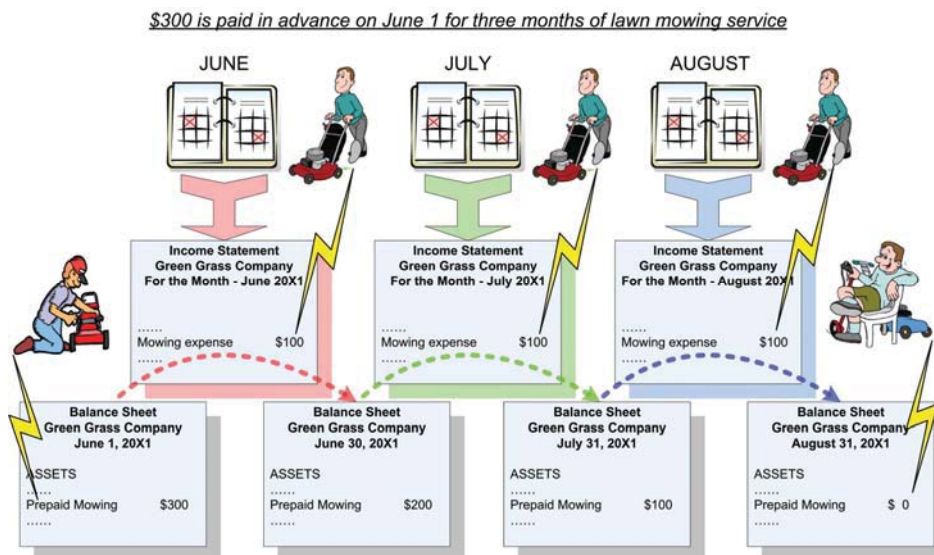 $300 is paid in advance on June 1 for three months of lawn mowing service
JUNE
JULY
AUGUST
Income Statement
Green Grass Company
For the Month - June 20X1
......
Mowing expense $100
......
Income Statement
Green Grass Company
For the Month - July 20X1
......
Mowing expense $100
......
Income Statement
Green Grass Company
For the Month - August 20X1
......
Mowing expense $100
......
Balance Sheet
Green Grass Company
June 1, 20X1
ASSETS
......
Prepaid Mowing $300
......
Balance Sheet
Green Grass Company
June 30, 20X1
ASSETS
......
Prepaid Mowing $200
......
Balance Sheet
Green Grass Company
July 31, 20X1
ASSETS
......
Prepaid Mowing $100
......
Balance Sheet
Green Grass Company
August 31, 20X1
ASSETS
......
Prepaid Mowing $ 0
......